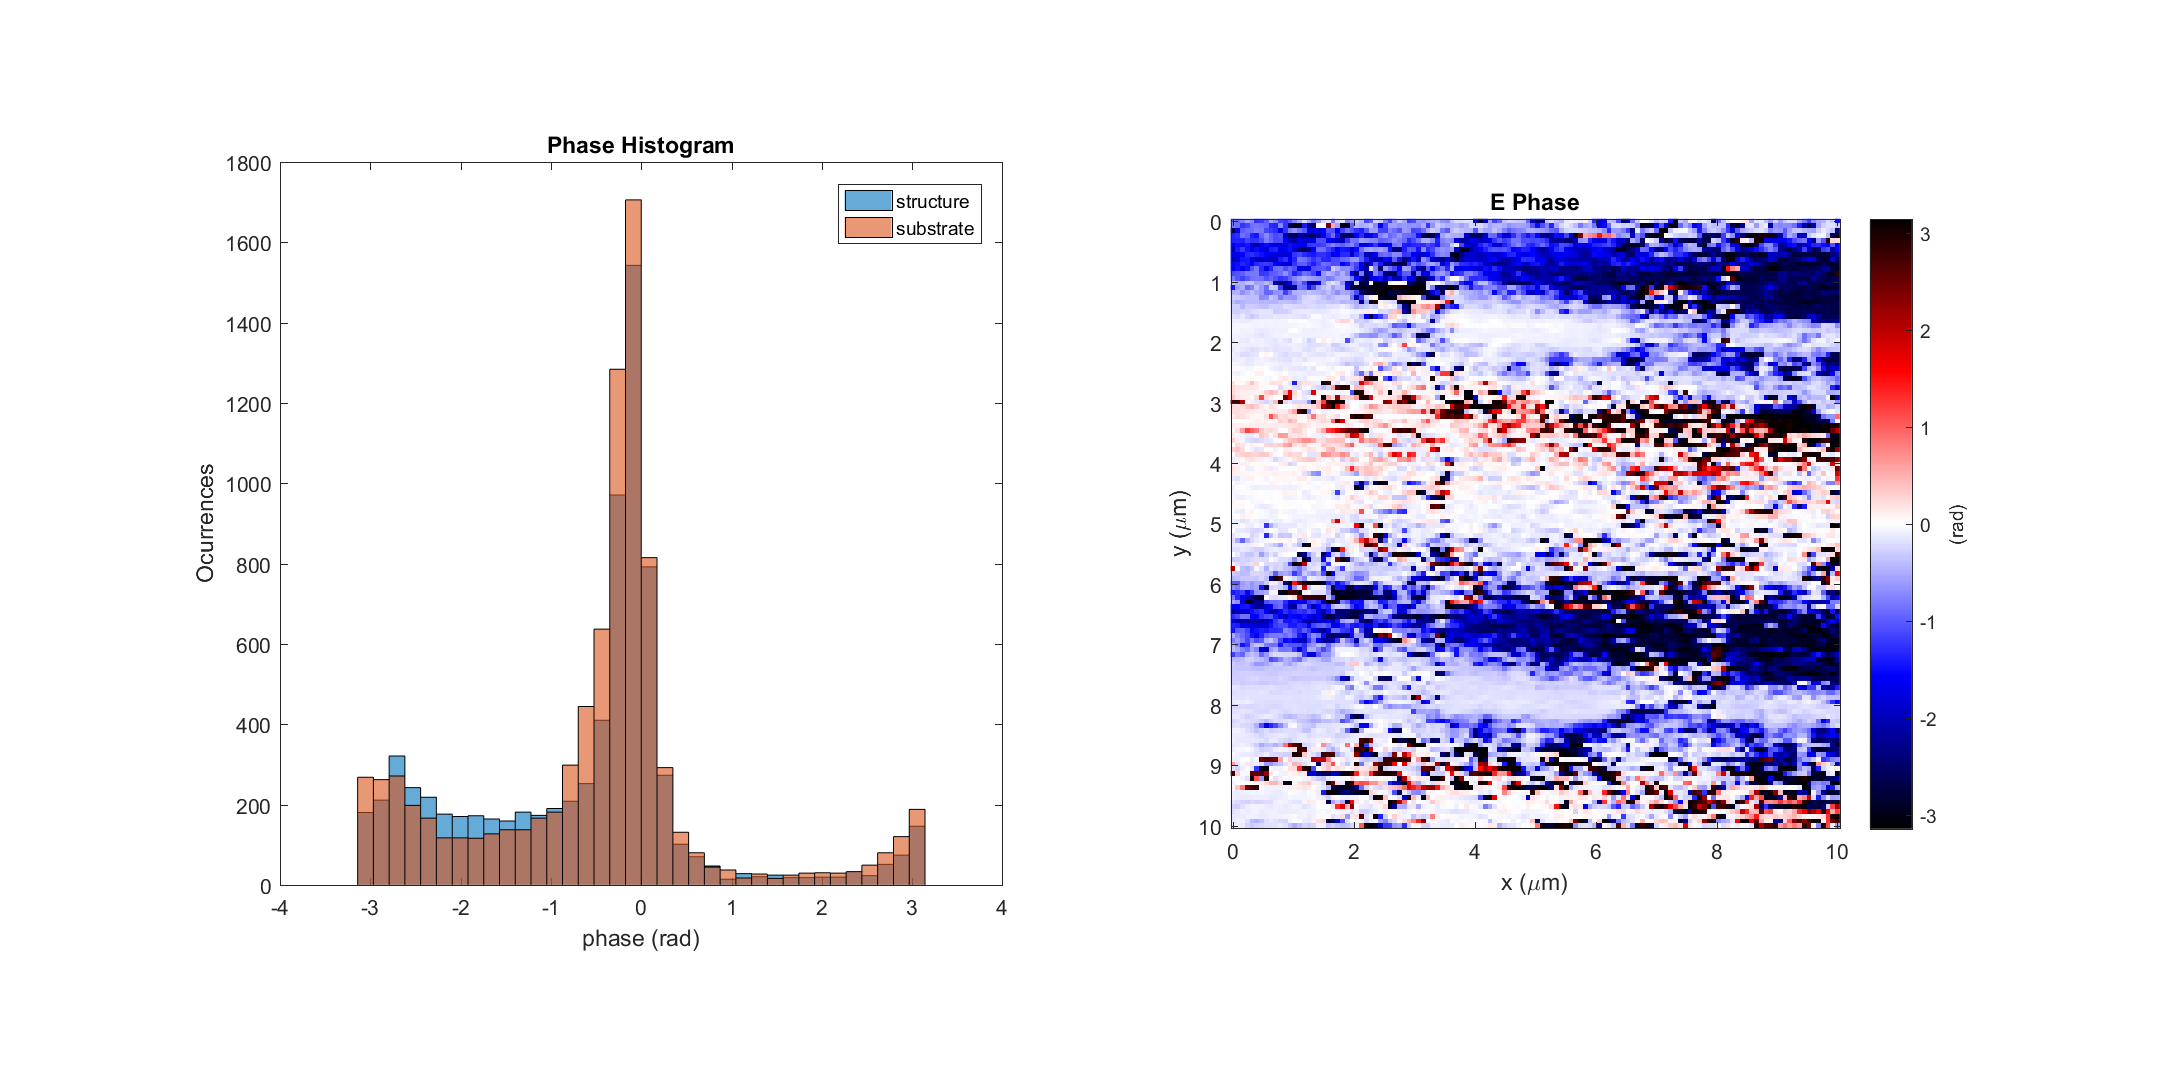 Phase Histogram
1800
1600
1400
1200
1000
800
600
400
200
0
Ocurrences
-4 -3 -2 -1 0 1 2 3 4
phase (rad)
structure
substrate
E Phase
0
1
2
3
4
5
6
7
8
9
10
y (μm)
0 2 4 6 8 10
x (μm)
3
2
1
0
-1
-2
-3
(rad)